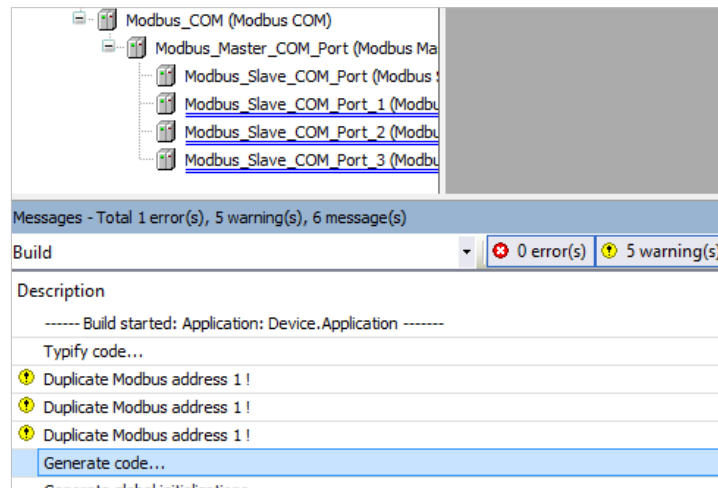 Modbus_COM (Modbus COM)
Modbus_Master_COM_Port (Modbus Ma
Modbus_Slave_COM_Port (Modbus
Modbus_Slave_COM_Port_1 (Modbu
Modbus_Slave_COM_Port_2 (Modbu
Modbus_Slave_COM_Port_3 (Modbu
Messages - Total 1 error(s), 5 warning(s), 6 message(s)
Build 0 error(s) 5 warning(s)
Description
------ Build started: Application: Device.Application -------
Typify code...
Duplicate Modbus address 1 !
Duplicate Modbus address 1 !
Duplicate Modbus address 1 !
Generate code...